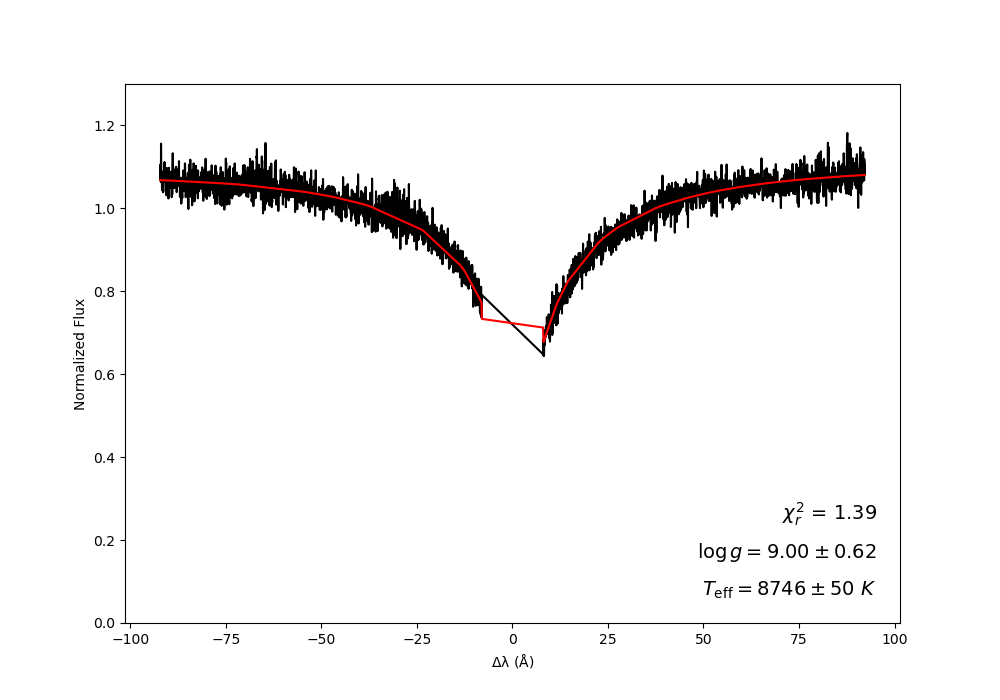 1.2
1.0
0.8
0.6
0.4
0.2
0.0
Normalized Flux
χ²ᵣ = 1.39
log g = 9.00 ± 0.62
T_eff = 8746 ± 50 K
−100 −75 −50 −25 0 25 50 75 100
Δλ (Å)